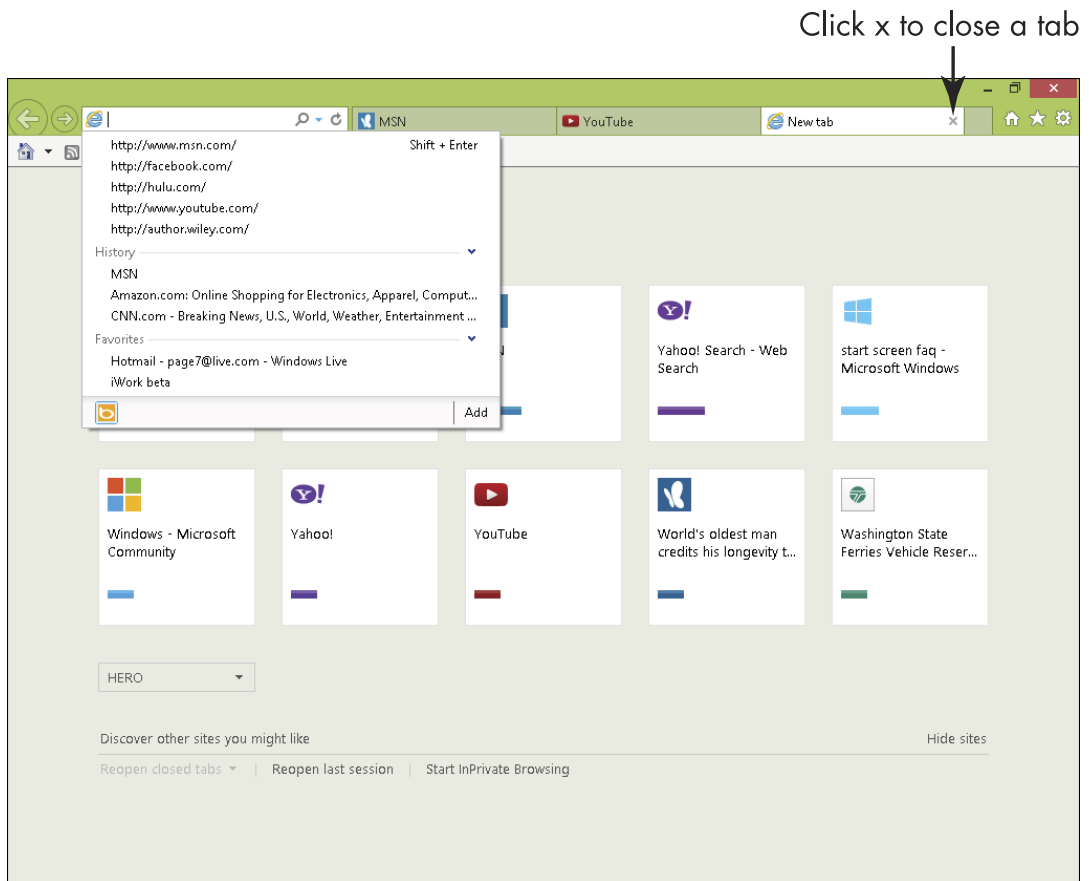 Click x to close a tab
MSN
YouTube
New tab
http://www.msn.com/ Shift + Enter
http://facebook.com/
http://hulu.com/
http://www.youtube.com/
http://author.wiley.com/
History
MSN
Amazon.com: Online Shopping for Electronics, Apparel, Comput...
CNN.com - Breaking News, U.S., World, Weather, Entertainment ...
Favorites
Hotmail - page7@live.com - Windows Live
iWork beta
Add
Yahoo! Search - Web
Search
start screen faq -
Microsoft Windows
Windows - Microsoft
Community
Yahoo!
YouTube
World's oldest man
credits his longevity t...
Washington State
Ferries Vehicle Reser...
HERO
Discover other sites you might like
Hide sites
Reopen closed tabs | Reopen last session | Start InPrivate Browsing